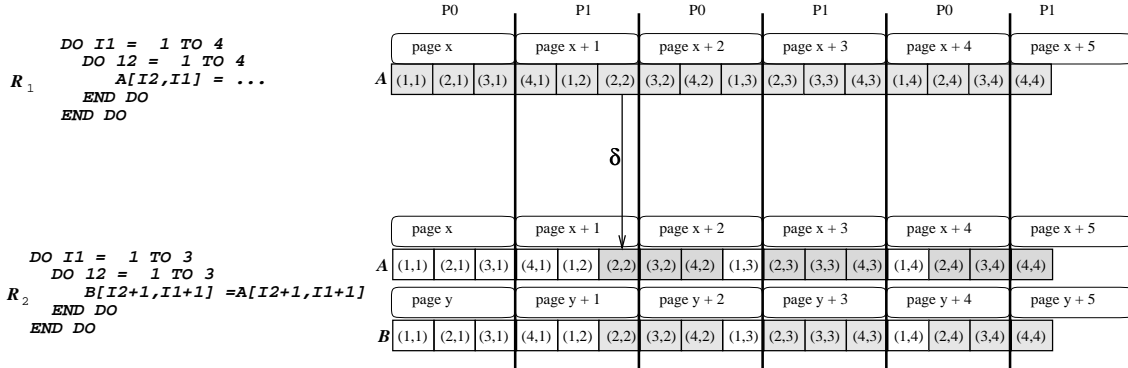 P0 P1 P0 P1 P0 P1
DO I1 = 1 TO 4
page x page x + 1 page x + 2 page x + 3 page x + 4 page x + 5
DO 12 = 1 TO 4
R1 A[I2,I1] = ...
A (1,1) (2,1) (3,1) (4,1) (1,2) (2,2) (3,2) (4,2) (1,3) (2,3) (3,3) (4,3) (1,4) (2,4) (3,4) (4,4)
END DO
END DO
δ
page x page x + 1 page x + 2 page x + 3 page x + 4 page x + 5
DO I1 = 1 TO 3
A (1,1) (2,1) (3,1) (4,1) (1,2) (2,2) (3,2) (4,2) (1,3) (2,3) (3,3) (4,3) (1,4) (2,4) (3,4) (4,4)
DO 12 = 1 TO 3
R2 B[I2+1,I1+1] =A[I2+1,I1+1]
page y page y + 1 page y + 2 page y + 3 page y + 4 page y + 5
END DO
END DO
B (1,1) (2,1) (3,1) (4,1) (1,2) (2,2) (3,2) (4,2) (1,3) (2,3) (3,3) (4,3) (1,4) (2,4) (3,4) (4,4)